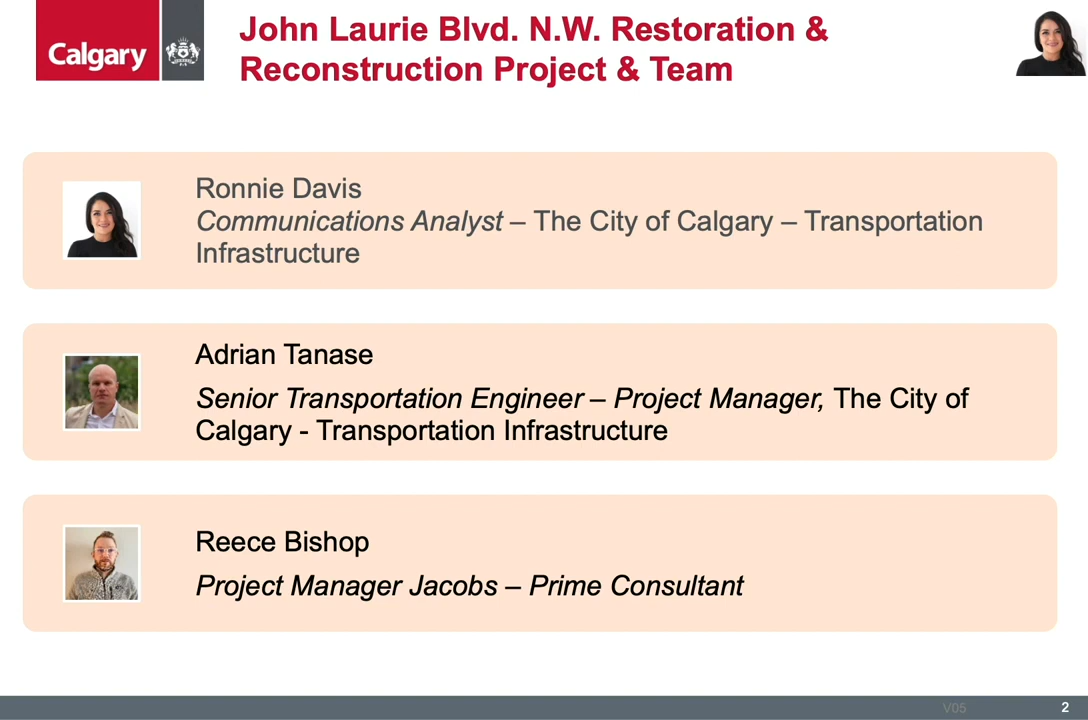 Calgary
John Laurie Blvd. N.W. Restoration &
Reconstruction Project & Team
Ronnie Davis
Communications Analyst – The City of Calgary – Transportation
Infrastructure
Adrian Tanase
Senior Transportation Engineer – Project Manager, The City of
Calgary - Transportation Infrastructure
Reece Bishop
Project Manager Jacobs – Prime Consultant
V05
2